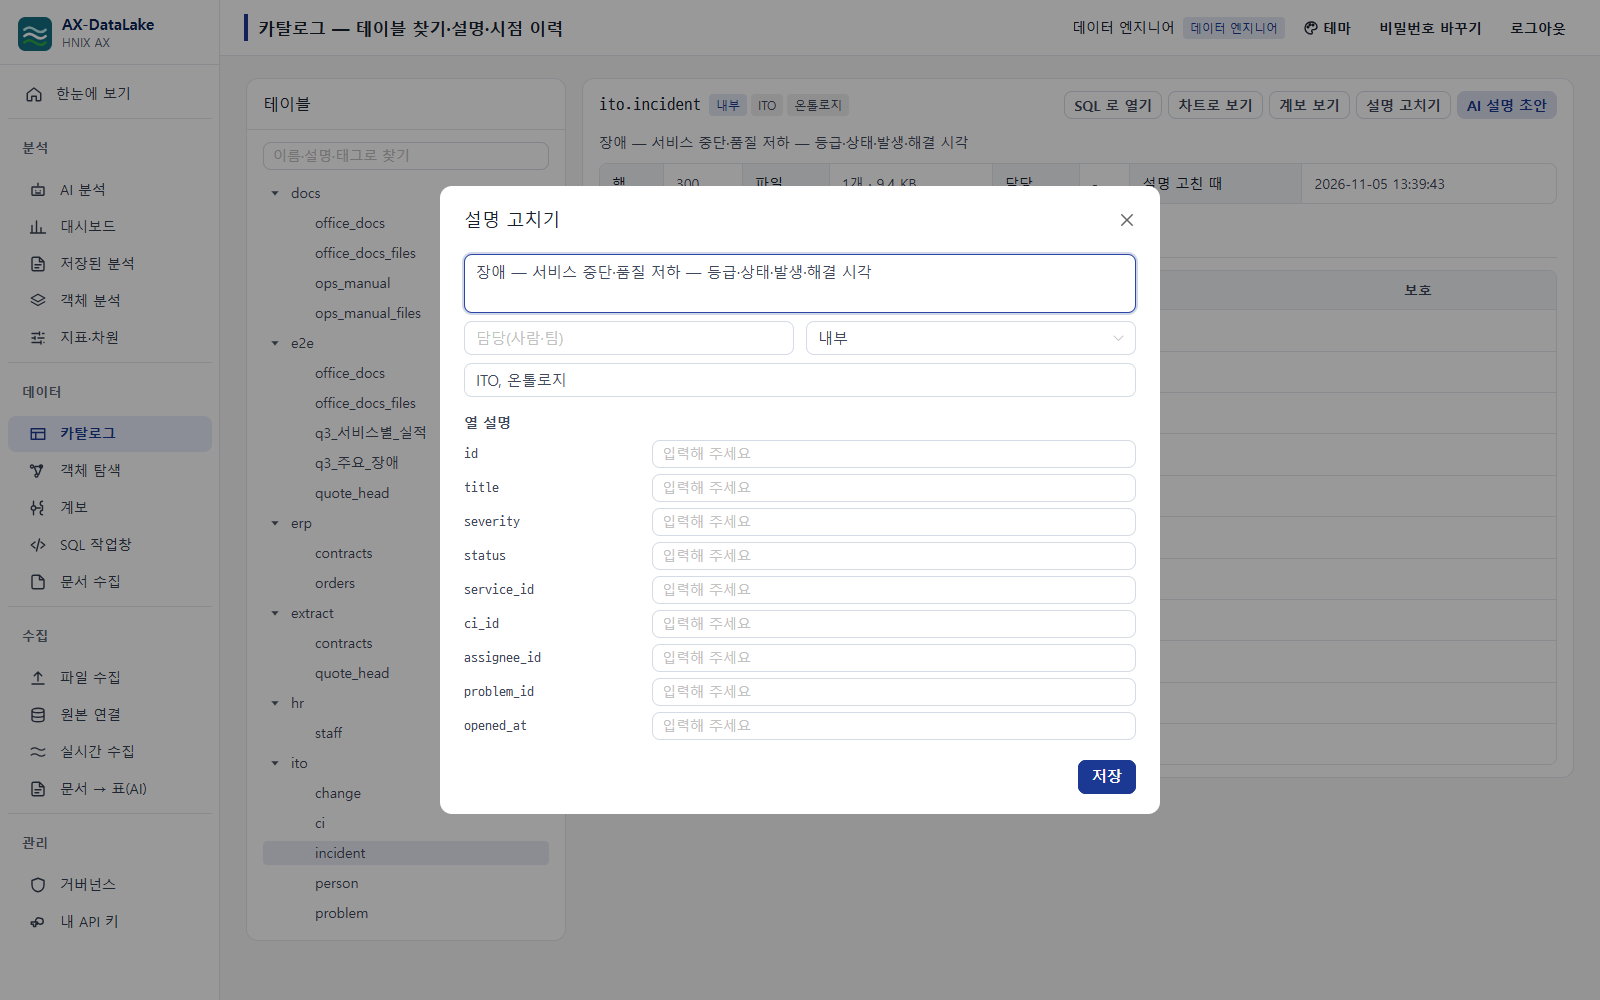 AX-DataLake
HNIX AX
카탈로그 — 테이블 찾기·설명·시점 이력
데이터 엔지니어
데이터 엔지니어
테마
비밀번호 바꾸기
로그아웃
한눈에 보기
분석
AI 분석
대시보드
저장된 분석
객체 분석
지표·차원
데이터
카탈로그
객체 탐색
계보
SQL 작업창
문서 수집
수집
파일 수집
원본 연결
실시간 수집
문서 → 표(AI)
관리
거버넌스
내 API 키
테이블
이름·설명·태그로 찾기
docs
office_docs
office_docs_files
ops_manual
ops_manual_files
e2e
office_docs
office_docs_files
q3_서비스별_실적
q3_주요_장애
quote_head
erp
contracts
orders
extract
contracts
quote_head
hr
staff
ito
change
ci
incident
person
problem
ito.incident
내부
ITO
온톨로지
SQL 로 열기
차트로 보기
계보 보기
설명 고치기
AI 설명 초안
장애 — 서비스 중단·품질 저하 — 등급·상태·발생·해결 시각
행
300
파일
1개 · 9.4 KB
담당
-
설명 고친 때
2026-11-05 13:39:43
보호
설명 고치기
장애 — 서비스 중단·품질 저하 — 등급·상태·발생·해결 시각
담당(사람·팀)
내부
ITO, 온톨로지
열 설명
id
입력해 주세요
title
입력해 주세요
severity
입력해 주세요
status
입력해 주세요
service_id
입력해 주세요
ci_id
입력해 주세요
assignee_id
입력해 주세요
problem_id
입력해 주세요
opened_at
입력해 주세요
저장